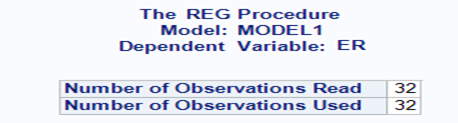 The REG Procedure
Model: MODEL1
Dependent Variable: ER
Number of Observations Read 32
Number of Observations Used 32